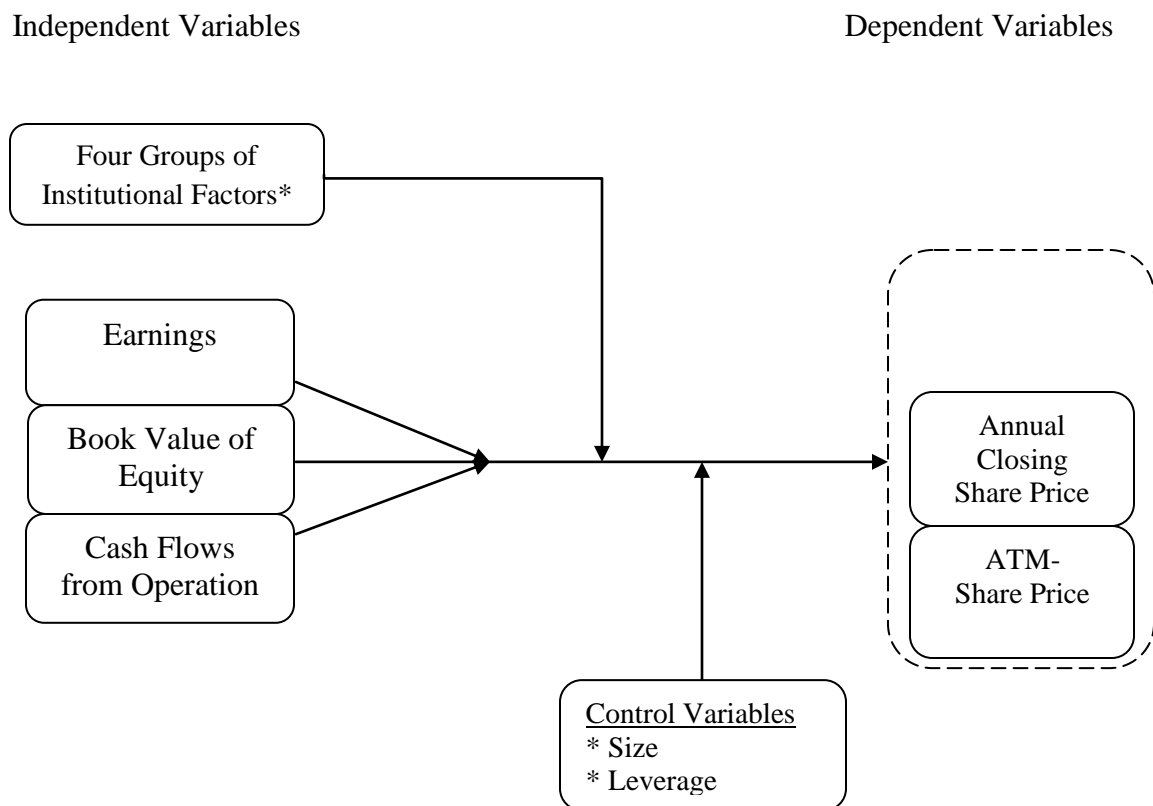 Independent Variables
Dependent Variables
Four Groups of
Institutional Factors*
Earnings
Book Value of
Equity
Cash Flows
from Operation
Annual
Closing
Share Price
ATM-
Share Price
Control Variables
* Size
* Leverage